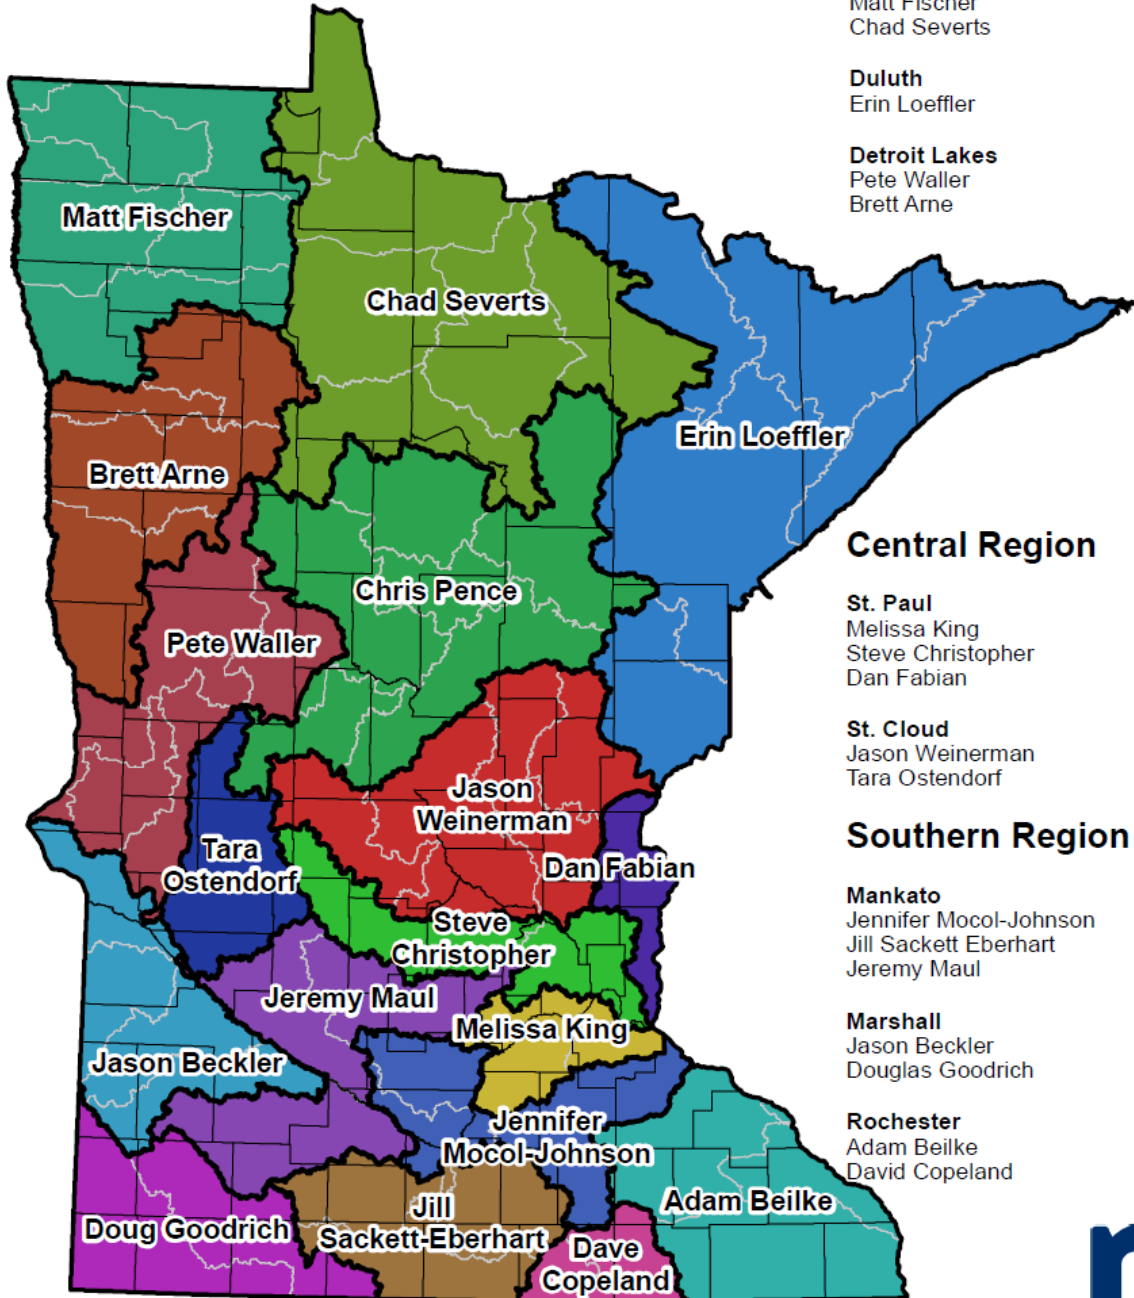 Matt Fischer
Chad Severts
Duluth
Erin Loeffler
Detroit Lakes
Pete Waller
Brett Arne
Matt Fischer
Chad Severts
Erin Loeffler
Brett Arne
Chris Pence
Pete Waller
Jason
Weinerman
Tara
Ostendorf
Dan Fabian
Steve
Christopher
Jeremy Maul
Melissa King
Jason Beckler
Jennifer
Mocol-Johnson
Adam Beilke
Jill
Sackett-Eberhart
Doug Goodrich
Dave
Copeland
Central Region
St. Paul
Melissa King
Steve Christopher
Dan Fabian
St. Cloud
Jason Weinerman
Tara Ostendorf
Southern Region
Mankato
Jennifer Mocol-Johnson
Jill Sackett Eberhart
Jeremy Maul
Marshall
Jason Beckler
Douglas Goodrich
Rochester
Adam Beilke
David Copeland